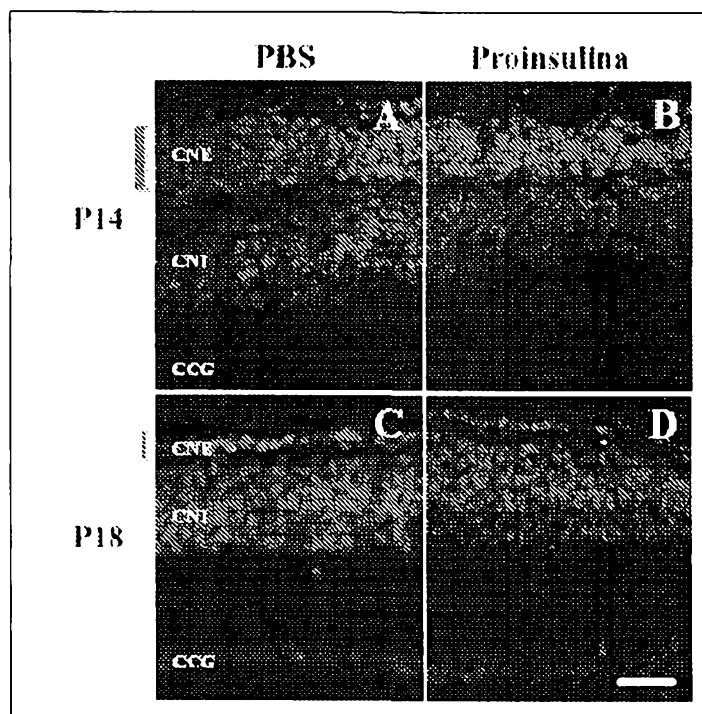 PBS Proinsulina
A B
CNE
P14
CNI
CCG
C D
CNE
CNI
P18
CCG